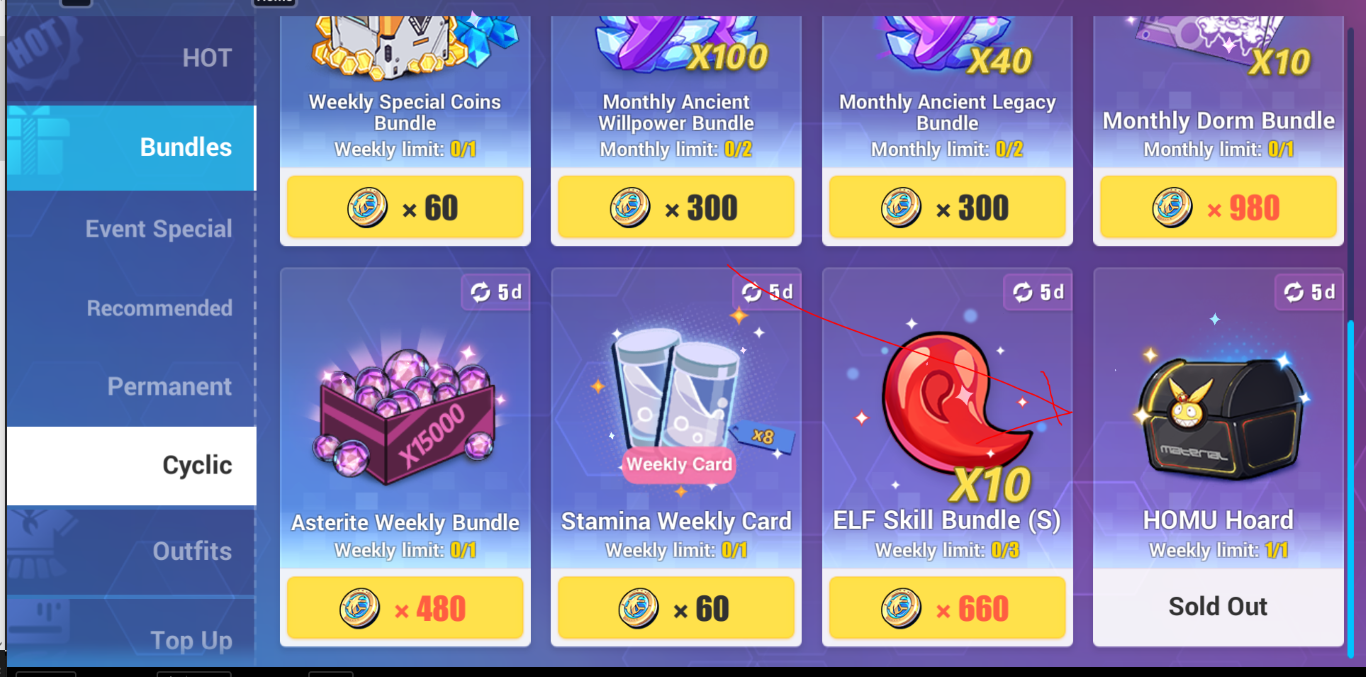 HOT
HOT
Bundles
Event Special
Recommended
Permanent
Cyclic
Outfits
Top Up
Weekly Special Coins
Bundle
Weekly limit: 0/1
× 60
X100
Monthly Ancient
Willpower Bundle
Monthly limit: 0/2
× 300
X40
Monthly Ancient Legacy
Bundle
Monthly limit: 0/2
× 300
X10
Monthly Dorm Bundle
Monthly limit: 0/1
× 980
5d
X15000
Asterite Weekly Bundle
Weekly limit: 0/1
× 480
5d
x8
Weekly Card
Stamina Weekly Card
Weekly limit: 0/1
× 60
5d
X10
ELF Skill Bundle (S)
Weekly limit: 0/3
× 660
5d
material
HOMU Hoard
Weekly limit: 1/1
Sold Out